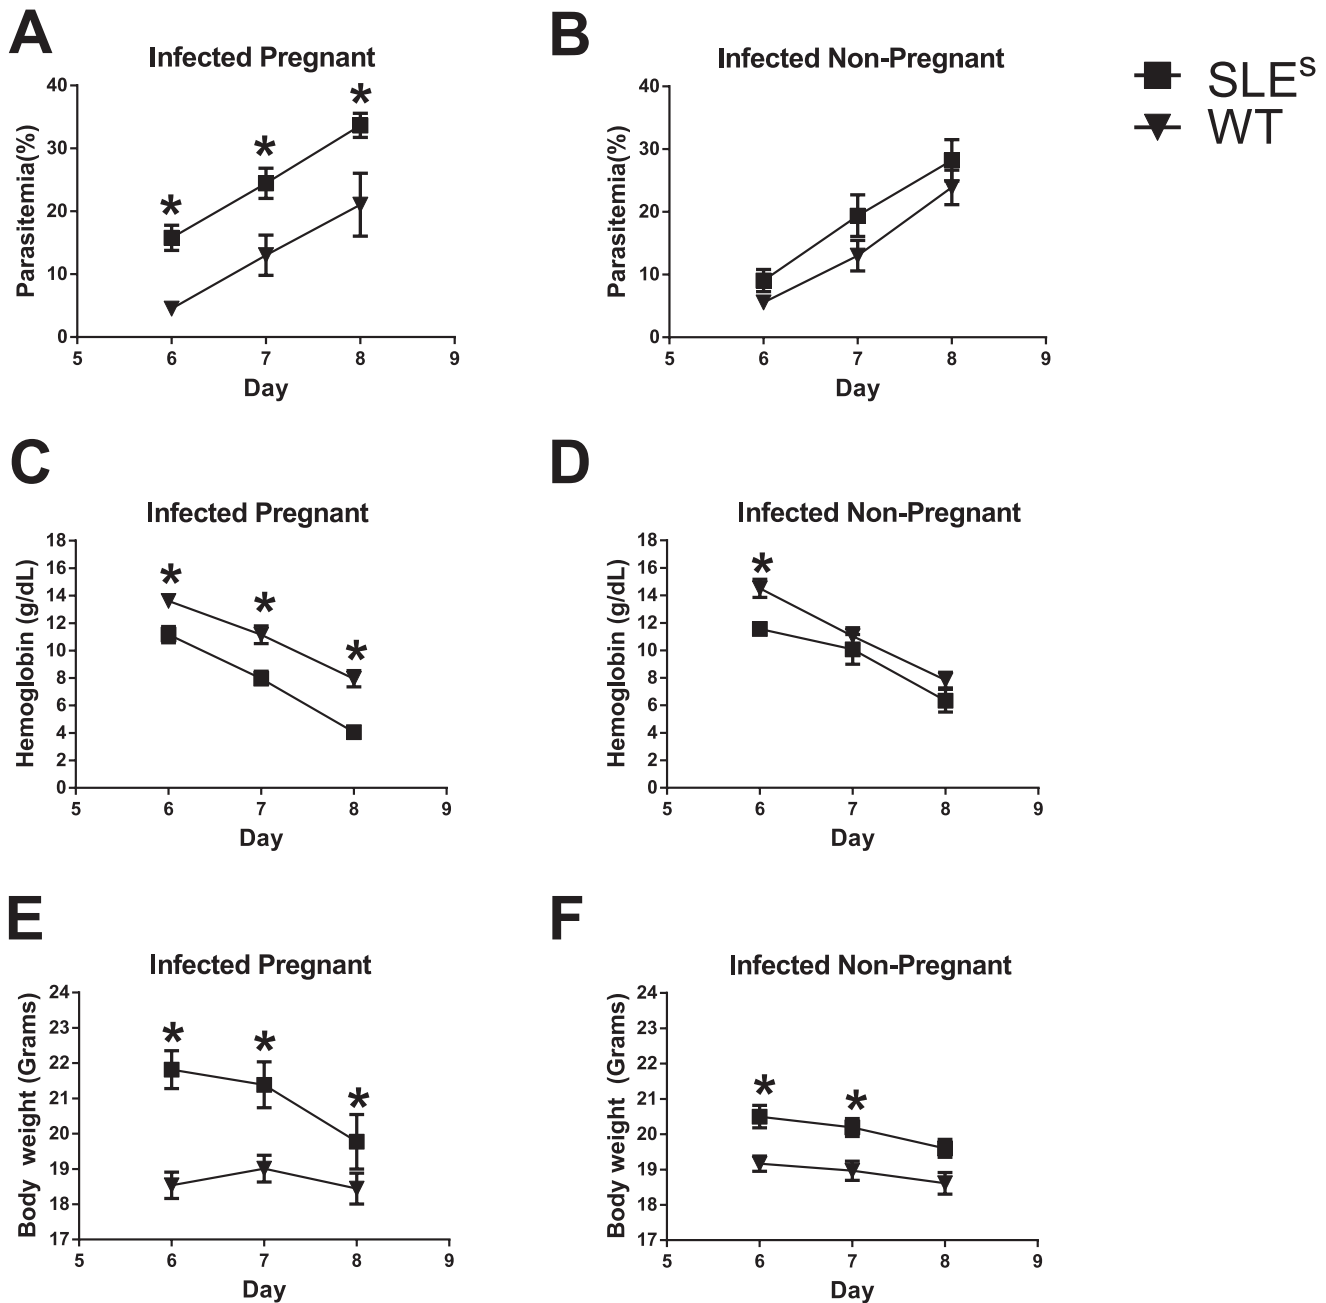 A
Infected Pregnant
*
*
*
Parasitemia(%)
40
30
20
10
0
5 6 7 8 9
Day
B
Infected Non-Pregnant
Parasitemia(%)
40
30
20
10
0
5 6 7 8 9
Day
SLE^S
WT
C
Infected Pregnant
*
*
*
Hemoglobin (g/dL)
18
16
14
12
10
8
6
4
2
0
5 6 7 8 9
Day
D
Infected Non-Pregnant
*
Hemoglobin (g/dL)
18
16
14
12
10
8
6
4
2
0
5 6 7 8 9
Day
E
Infected Pregnant
*
*
*
Body weight (Grams)
24
23
22
21
20
19
18
17
5 6 7 8 9
Day
F
Infected Non-Pregnant
*
*
Body weight (Grams)
24
23
22
21
20
19
18
17
5 6 7 8 9
Day